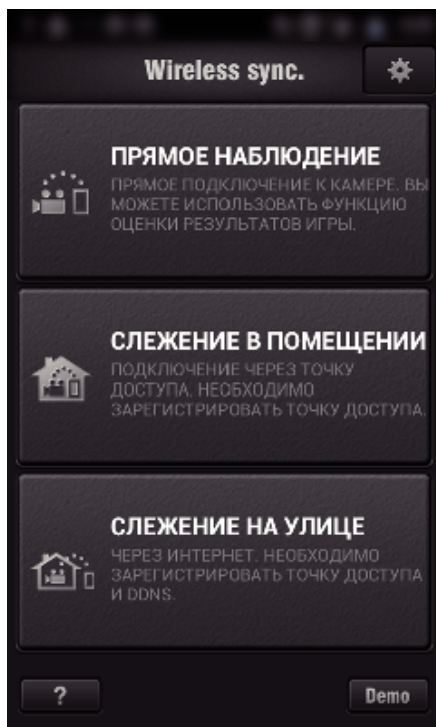 Wireless sync.
ПРЯМОЕ НАБЛЮДЕНИЕ
ПРЯМОЕ ПОДКЛЮЧЕНИЕ К КАМЕРЕ. ВЫ
МОЖЕТЕ ИСПОЛЬЗОВАТЬ ФУНКЦИЮ
ОЦЕНКИ РЕЗУЛЬТАТОВ ИГРЫ.
СЛЕЖЕНИЕ В ПОМЕЩЕНИИ
ПОДКЛЮЧЕНИЕ ЧЕРЕЗ ТОЧКУ
ДОСТУПА. НЕОБХОДИМО
ЗАРЕГИСТРИРОВАТЬ ТОЧКУ ДОСТУПА.
СЛЕЖЕНИЕ НА УЛИЦЕ
ЧЕРЕЗ ИНТЕРНЕТ. НЕОБХОДИМО
ЗАРЕГИСТРИРОВАТЬ ТОЧКУ ДОСТУПА
И DDNS.
? Demo